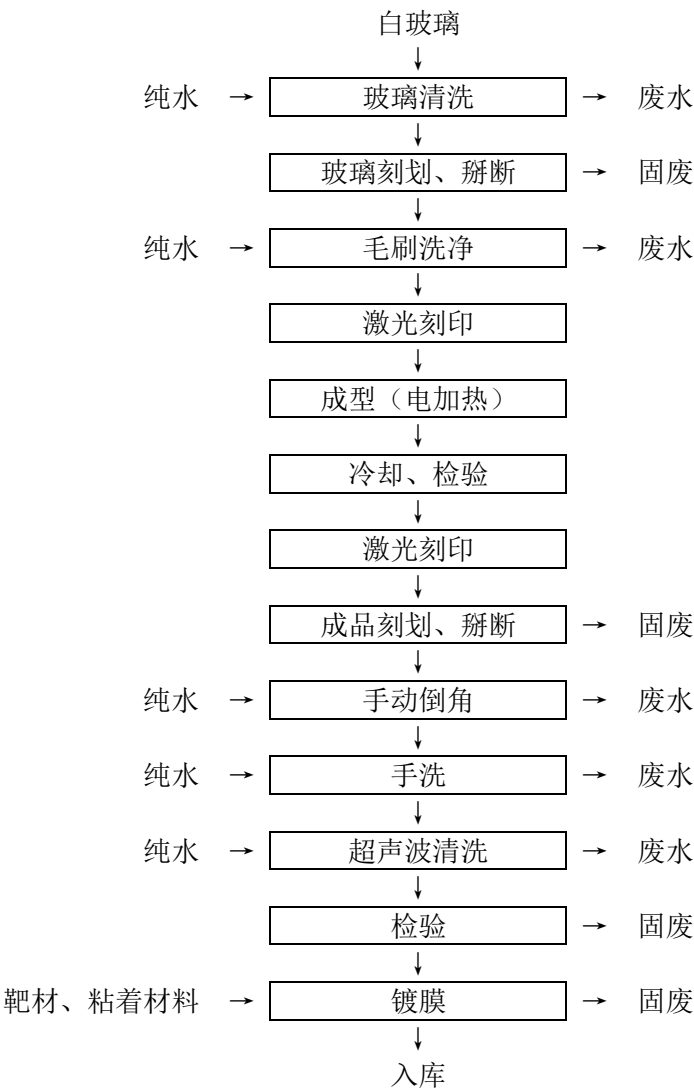 白玻璃
纯水 → 玻璃清洗 → 废水
玻璃刻划、掰断 → 固废
纯水 → 毛刷洗净 → 废水
激光刻印
成型（电加热）
冷却、检验
激光刻印
成品刻划、掰断 → 固废
纯水 → 手动倒角 → 废水
纯水 → 手洗 → 废水
纯水 → 超声波清洗 → 废水
检验 → 固废
靶材、粘着材料 → 镀膜 → 固废
入库